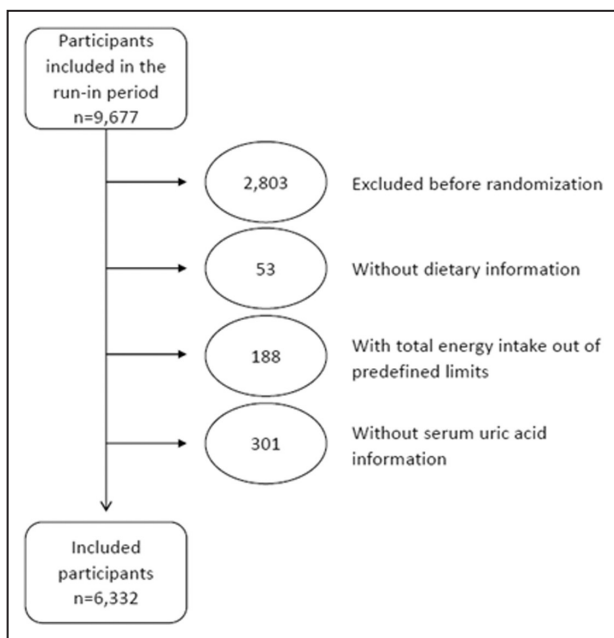 Participants
included in the
run-in period
n=9,677
2,803
Excluded before randomization
53
Without dietary information
188
With total energy intake out of
predefined limits
301
Without serum uric acid
information
Included
participants
n=6,332